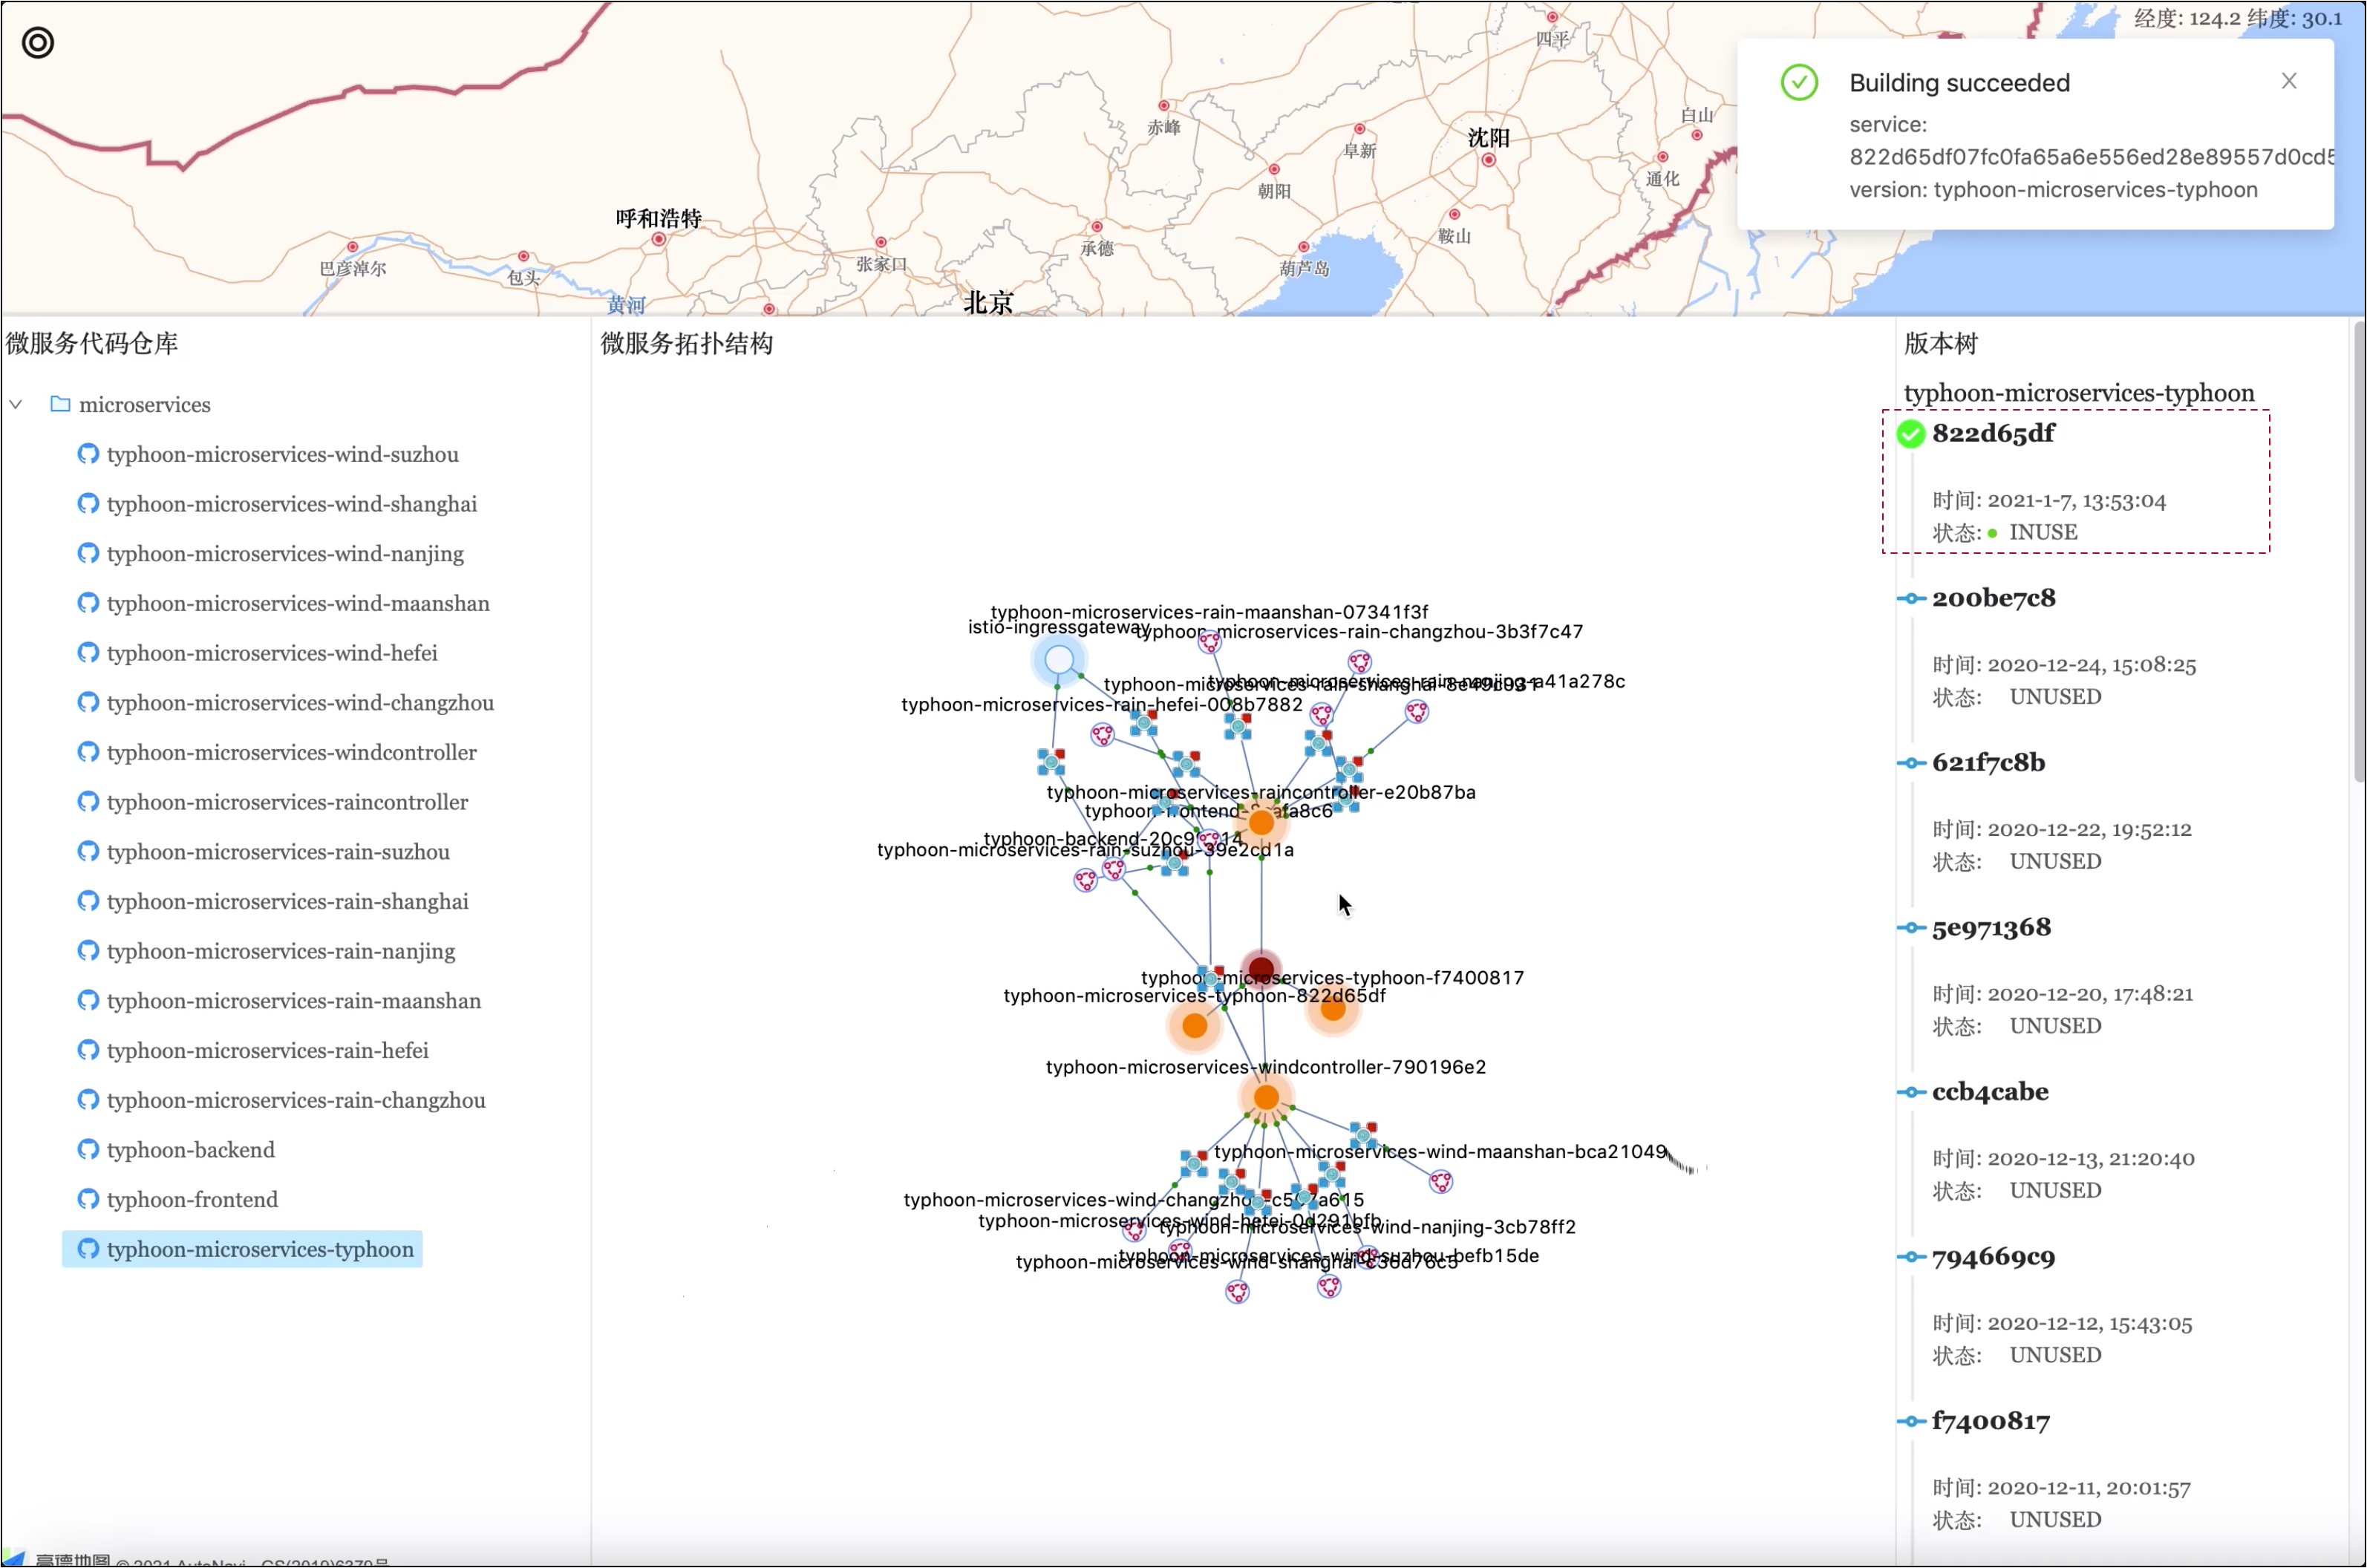 经度: 124.2 纬度: 30.1
四平
赤峰
阜新
沈阳
白山
通化
朝阳
鞍山
呼和浩特
巴彦淖尔
包头
张家口
承德
葫芦岛
黄河
北京
Building succeeded
service:
822d65df07fc0fa65a6e556ed28e89557d0cd5
version: typhoon-microservices-typhoon
微服务代码仓库
microservices
typhoon-microservices-wind-suzhou
typhoon-microservices-wind-shanghai
typhoon-microservices-wind-nanjing
typhoon-microservices-wind-maanshan
typhoon-microservices-wind-hefei
typhoon-microservices-wind-changzhou
typhoon-microservices-windcontroller
typhoon-microservices-raincontroller
typhoon-microservices-rain-suzhou
typhoon-microservices-rain-shanghai
typhoon-microservices-rain-nanjing
typhoon-microservices-rain-maanshan
typhoon-microservices-rain-hefei
typhoon-microservices-rain-changzhou
typhoon-backend
typhoon-frontend
typhoon-microservices-typhoon
微服务拓扑结构
typhoon-microservices-rain-maanshan-07341f3f
istio-ingressgateway
typhoon-microservices-rain-changzhou-3b3f7c47
typhoon-microservices-rain-nanjing-a41a278c
typhoon-microservices-rain-shanghai
typhoon-microservices-rain-hefei-008b7882
typhoon-microservices-raincontroller-e20b87ba
typhoon-frontend
typhoon-backend
typhoon-microservices-rain-suzhou-39e2cd1a
typhoon-microservices-typhoon-f7400817
typhoon-microservices-typhoon-822d65df
typhoon-microservices-windcontroller-790196e2
typhoon-microservices-wind-maanshan-bca21049
typhoon-microservices-wind-changzhou
typhoon-microservices-wind-hefei-0d291bfb
typhoon-microservices-wind-nanjing-3cb78ff2
typhoon-microservices-wind-suzhou-befb15de
typhoon-microservices-wind-shanghai
版本树
typhoon-microservices-typhoon
822d65df
时间: 2021-1-7, 13:53:04
状态: INUSE
200be7c8
时间: 2020-12-24, 15:08:25
状态: UNUSED
621f7c8b
时间: 2020-12-22, 19:52:12
状态: UNUSED
5e971368
时间: 2020-12-20, 17:48:21
状态: UNUSED
ccb4cabe
时间: 2020-12-13, 21:20:40
状态: UNUSED
794669c9
时间: 2020-12-12, 15:43:05
状态: UNUSED
f7400817
时间: 2020-12-11, 20:01:57
状态: UNUSED
高德地图 © 2021 AutoNavi - GS(2019)6379号